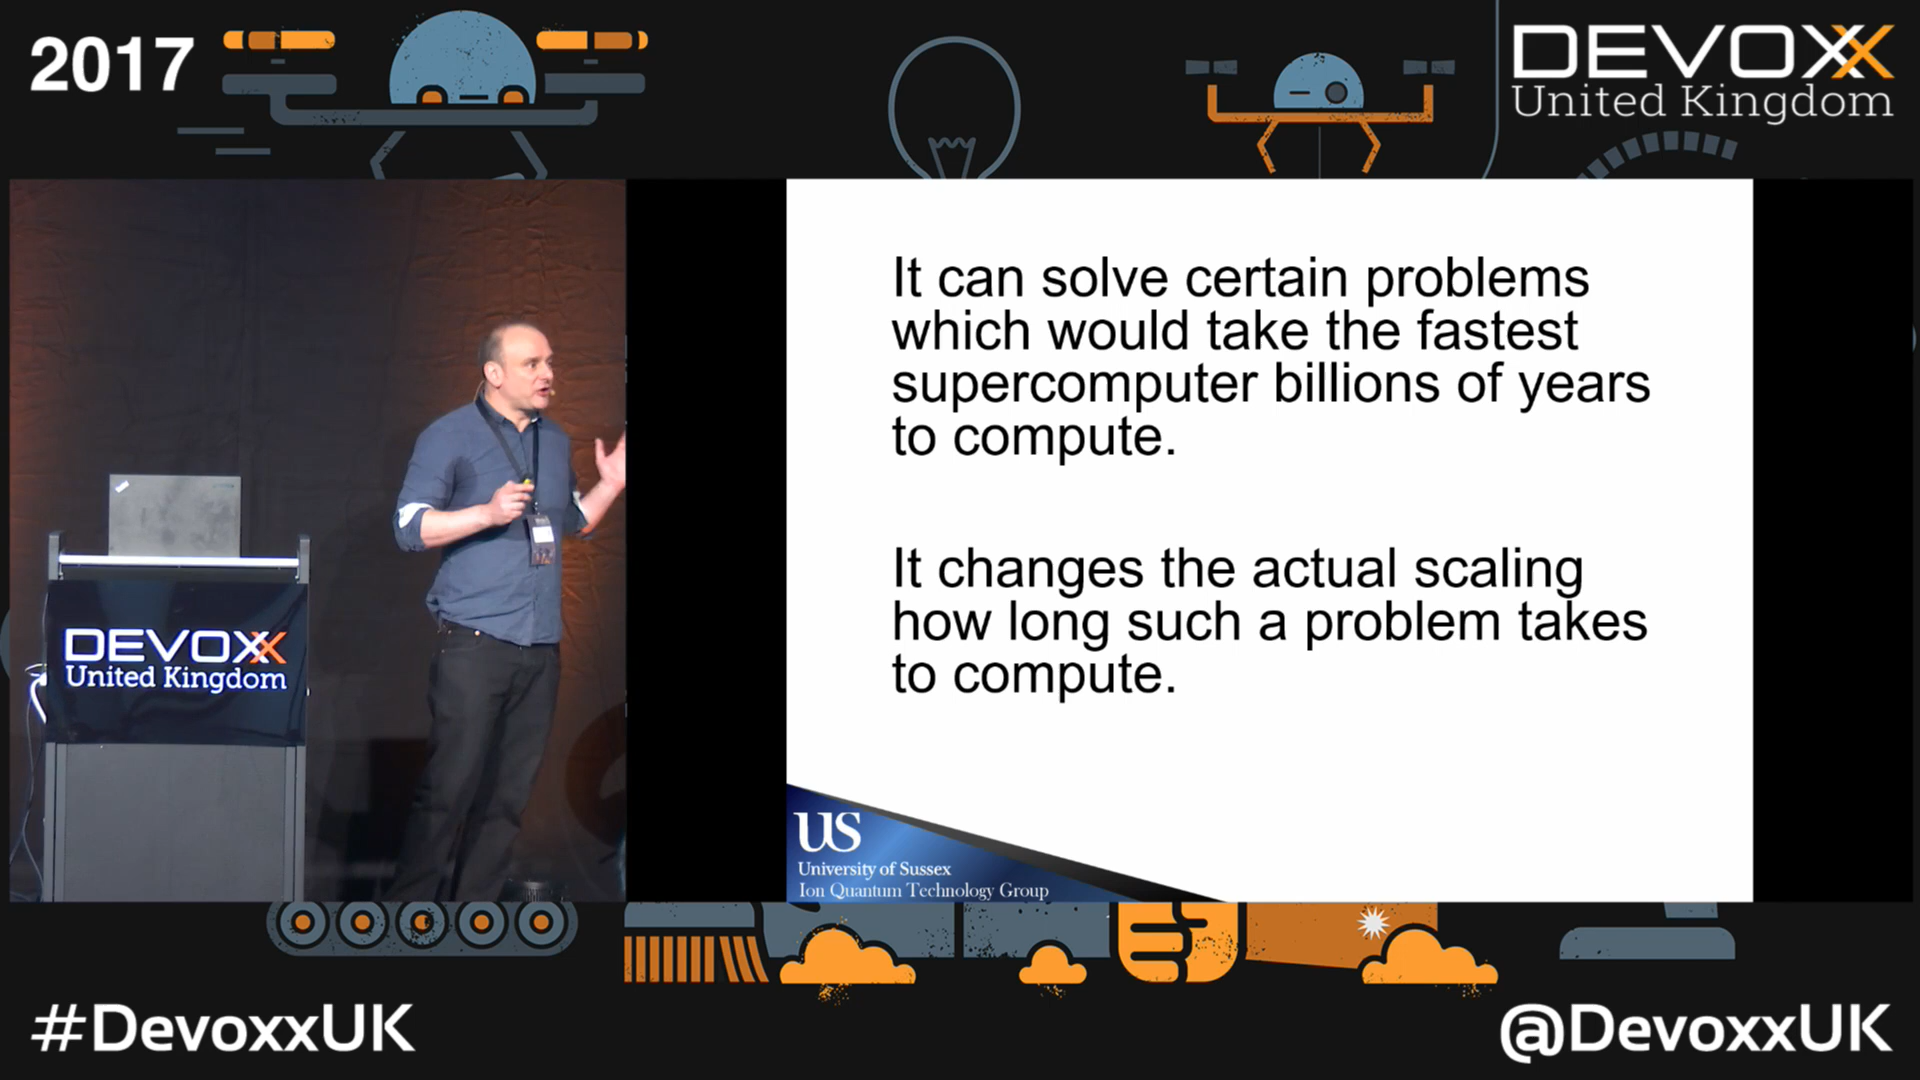 2017
DEVOXX
United Kingdom
It can solve certain problems
which would take the fastest
supercomputer billions of years
to compute.
It changes the actual scaling
how long such a problem takes
to compute.
DEVOXX
United Kingdom
US
University of Sussex
Ion Quantum Technology Group
#DevoxxUK
@DevoxxUK